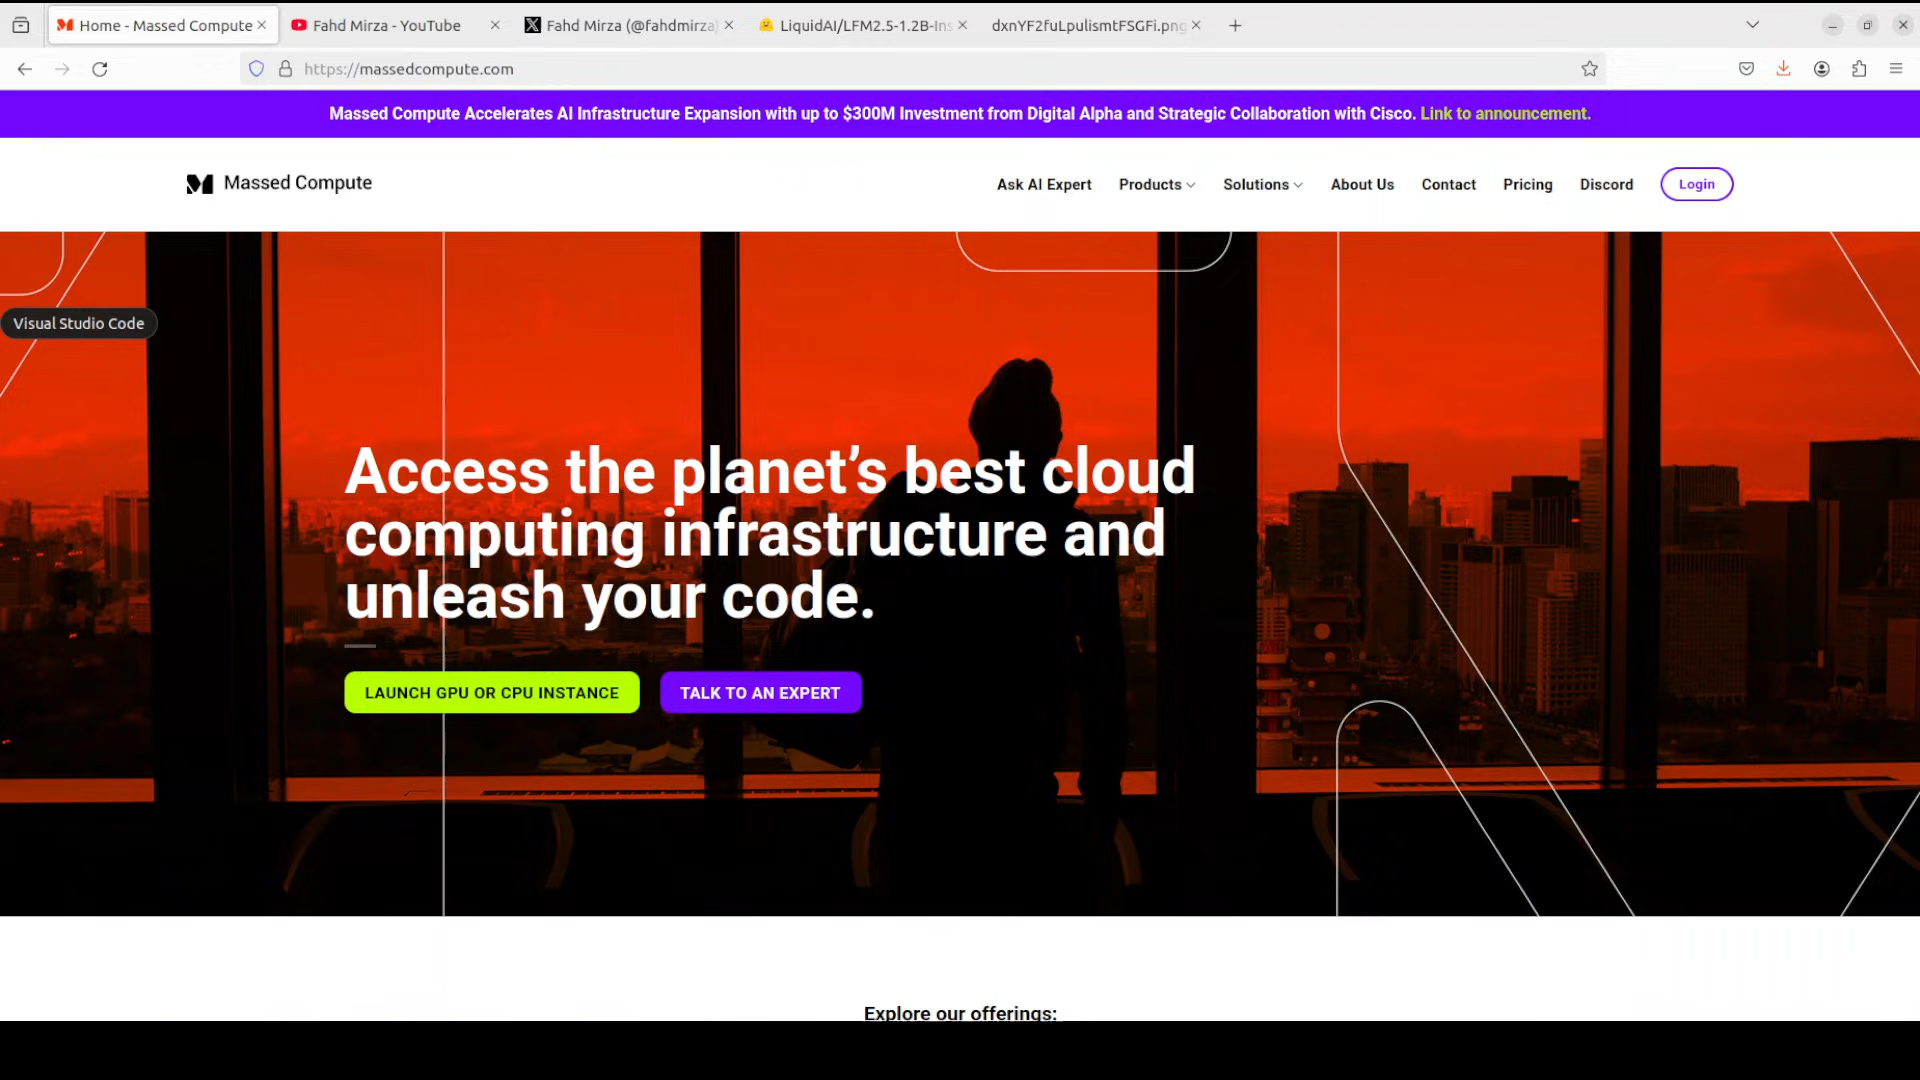 Home - Massed Compute
Fahd Mirza - YouTube
Fahd Mirza (@fahdmirza)
LiquidAI/LFM2.5-1.2B-Ins
dxnYF2fuLpulismtFSGFi.png
https://massedcompute.com
Massed Compute Accelerates AI Infrastructure Expansion with up to $300M Investment from Digital Alpha and Strategic Collaboration with Cisco. Link to announcement.
Massed Compute
Ask AI Expert
Products
Solutions
About Us
Contact
Pricing
Discord
Login
Visual Studio Code
Access the planet’s best cloud
computing infrastructure and
unleash your code.
LAUNCH GPU OR CPU INSTANCE
TALK TO AN EXPERT
Explore our offerings: